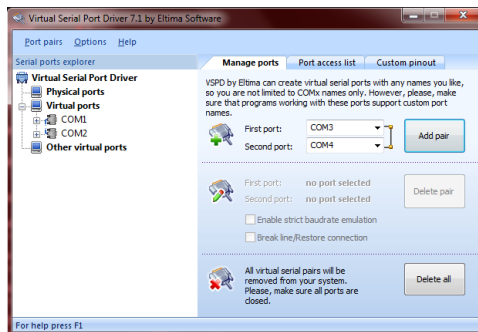 Virtual Serial Port Driver 7.1 by Eltima Software
Port pairs Options Help
Serial ports explorer
Virtual Serial Port Driver
Physical ports
Virtual ports
COM1
COM2
Other virtual ports
Manage ports Port access list Custom pinout
VSPD by Eltima can create virtual serial ports with any names you like,
so you are not limited to COMx names only. However, please, make
sure that programs working with these ports support custom port
names.
First port: COM3
Second port: COM4
Add pair
First port: no port selected
Second port: no port selected
Delete pair
Enable strict baudrate emulation
Break line/Restore connection
All virtual serial pairs will be
removed from your system.
Please, make sure all ports are
closed.
Delete all
For help press F1